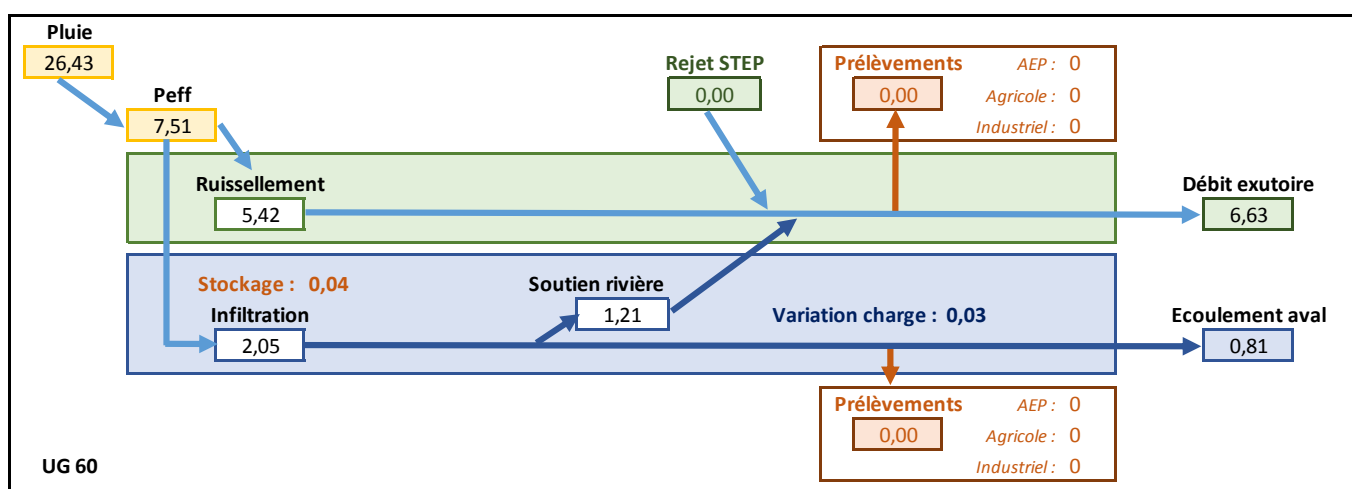 Pluie
26,43
Peff
7,51
Rejet STEP
0,00
Prélèvements
0,00
AEP : 0
Agricole : 0
Industriel : 0
Ruissellement
5,42
Débit exutoire
6,63
Stockage : 0,04
Infiltration
2,05
Soutien rivière
1,21
Variation charge : 0,03
Ecoulement aval
0,81
Prélèvements
0,00
AEP : 0
Agricole : 0
Industriel : 0
UG 60